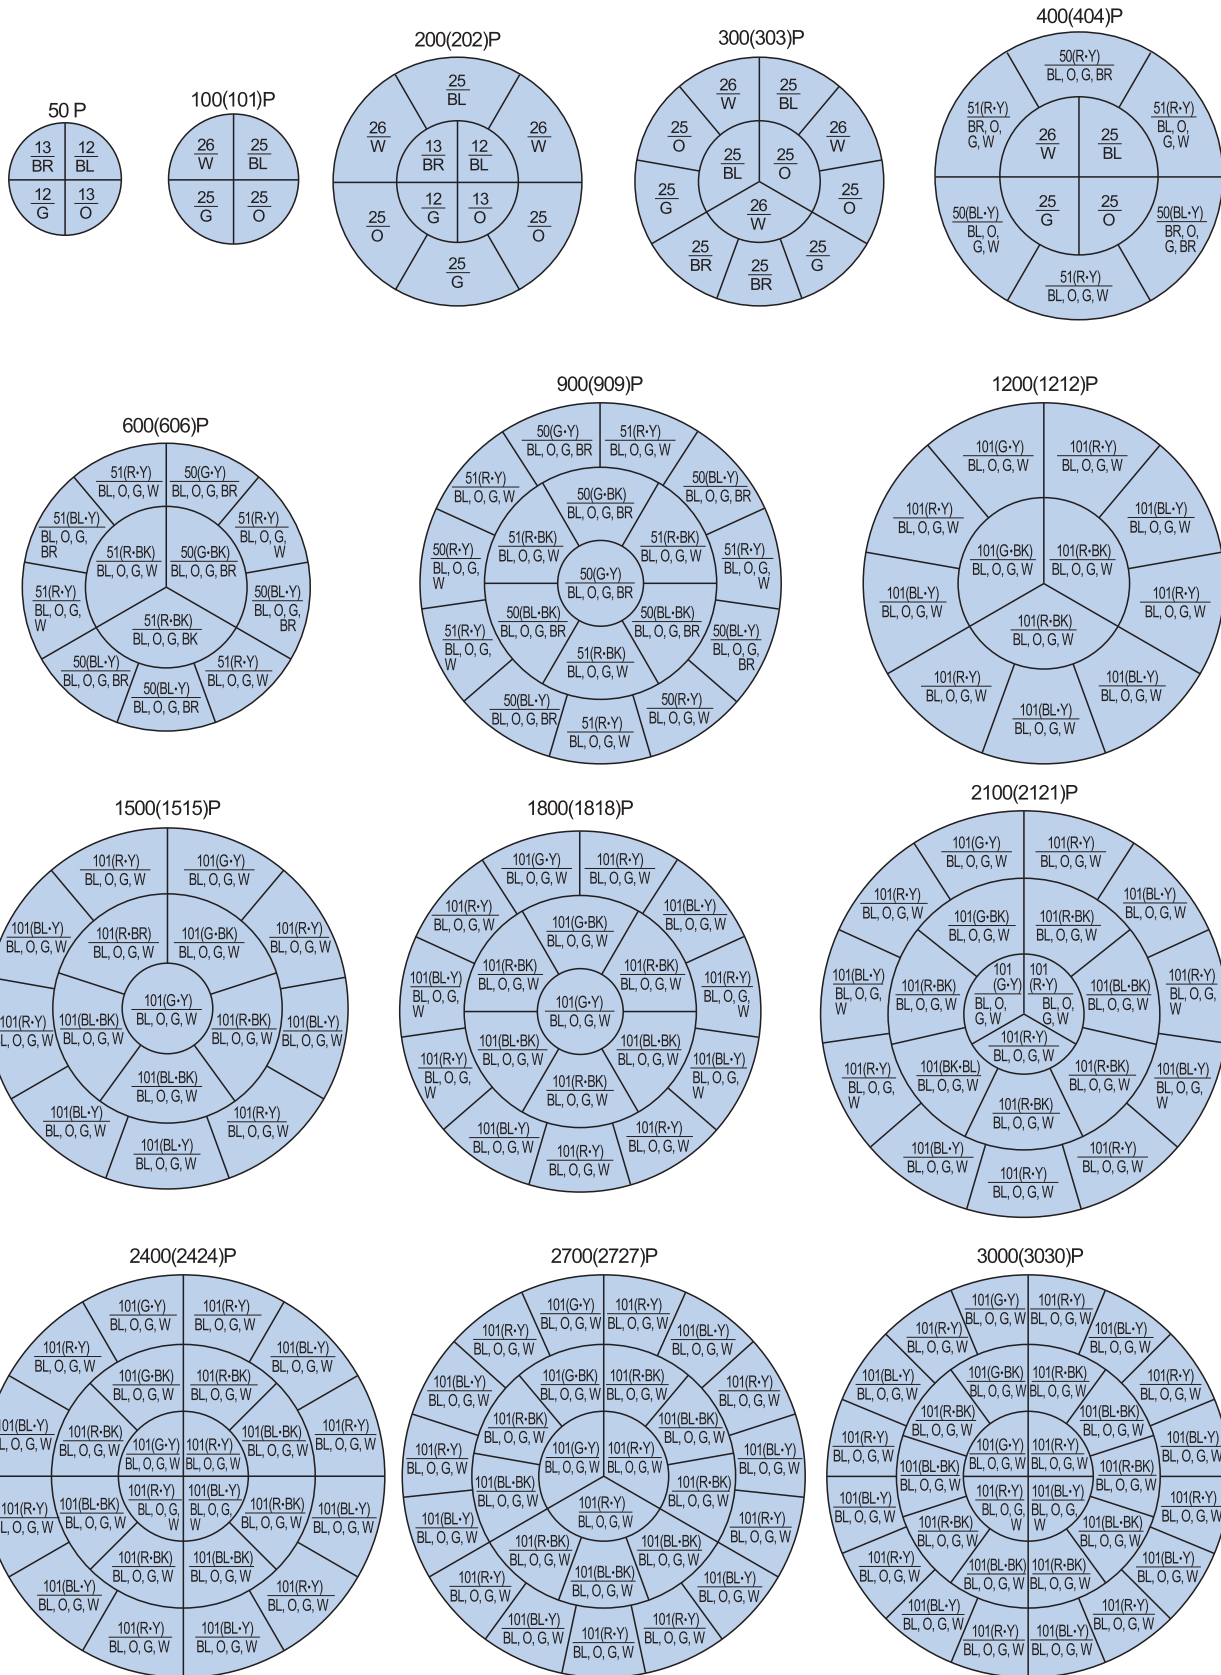 50 P
13
BR
12
BL
12
G
13
O
100(101)P
26
W
25
BL
25
G
25
O
200(202)P
25
BL
26
W
26
W
13
BR
12
BL
12
G
13
O
25
O
25
O
25
G
300(303)P
26
W
25
BL
25
O
26
W
25
BL
25
O
25
G
25
O
26
W
25
BR
25
BR
25
G
400(404)P
50(R•Y)
BL, O, G, BR
51(R•Y)
BR, O,
G, W
51(R•Y)
BL, O,
G, W
26
W
25
BL
25
G
25
O
50(BL•Y)
BL, O,
G, W
50(BL•Y)
BR, O,
G, BR
51(R•Y)
BL, O, G, W
600(606)P
51(R•Y)
BL, O, G, W
50(G•Y)
BL, O, G, BR
51(BL•Y)
BL, O, G,
BR
51(R•Y)
BL, O, G,
W
51(R•BK)
BL, O, G, W
50(G•BK)
BL, O, G, BR
51(R•Y)
BL, O, G,
W
50(BL•Y)
BL, O, G,
BR
51(R•BK)
BL, O, G, BK
50(BL•Y)
BL, O, G, BR
51(R•Y)
BL, O, G, W
50(BL•Y)
BL, O, G, BR
900(909)P
50(G•Y)
BL, O, G, BR
51(R•Y)
BL, O, G, W
51(R•Y)
BL, O, G, W
50(BL•Y)
BL, O, G, BR
50(G•BK)
BL, O, G, BR
50(R•Y)
BL, O, G,
W
51(R•BK)
BL, O, G, W
51(R•BK)
BL, O, G, W
51(R•Y)
BL, O, G,
W
50(G•Y)
BL, O, G, BR
51(R•Y)
BL, O, G,
W
50(BL•BK)
BL, O, G, BR
50(BL•BK)
BL, O, G, BR
50(BL•Y)
BL, O, G,
BR
51(R•BK)
BL, O, G, W
50(BL•Y)
BL, O, G, BR
50(R•Y)
BL, O, G, W
51(R•Y)
BL, O, G, W
1200(1212)P
101(G•Y)
BL, O, G, W
101(R•Y)
BL, O, G, W
101(R•Y)
BL, O, G, W
101(BL•Y)
BL, O, G, W
101(G•BK)
BL, O, G, W
101(R•BK)
BL, O, G, W
101(BL•Y)
BL, O, G, W
101(R•Y)
BL, O, G, W
101(R•BK)
BL, O, G, W
101(R•Y)
BL, O, G, W
101(BL•Y)
BL, O, G, W
101(BL•Y)
BL, O, G, W
1500(1515)P
101(R•Y)
BL, O, G, W
101(G•Y)
BL, O, G, W
101(BL•Y)
BL, O, G, W
101(R•BR)
BL, O, G, W
101(G•BK)
BL, O, G, W
101(R•Y)
BL, O, G, W
101(G•Y)
BL, O, G, W
101(R•Y)
BL, O, G, W
101(BL•BK)
BL, O, G, W
101(R•BK)
BL, O, G, W
101(BL•Y)
BL, O, G, W
101(BL•BK)
BL, O, G, W
101(BL•Y)
BL, O, G, W
101(R•Y)
BL, O, G, W
101(BL•Y)
BL, O, G, W
1800(1818)P
101(G•Y)
BL, O, G, W
101(R•Y)
BL, O, G, W
101(R•Y)
BL, O, G, W
101(BL•Y)
BL, O, G, W
101(G•BK)
BL, O, G, W
101(BL•Y)
BL, O, G,
W
101(R•BK)
BL, O, G, W
101(R•BK)
BL, O, G, W
101(R•Y)
BL, O, G,
W
101(G•Y)
BL, O, G, W
101(R•Y)
BL, O, G,
W
101(BL•BK)
BL, O, G, W
101(BL•BK)
BL, O, G, W
101(BL•Y)
BL, O, G,
W
101(R•BK)
BL, O, G, W
101(BL•Y)
BL, O, G, W
101(R•Y)
BL, O, G, W
101(R•Y)
BL, O, G, W
2100(2121)P
101(G•Y)
BL, O, G, W
101(R•Y)
BL, O, G, W
101(R•Y)
BL, O, G, W
101(BL•Y)
BL, O, G, W
101(G•BK)
BL, O, G, W
101(R•BK)
BL, O, G, W
101(BL•Y)
BL, O, G,
W
101(R•BK)
BL, O, G, W
101
(G•Y)
BL, O,
G, W
101
(R•Y)
BL, O,
G, W
101(BL•BK)
BL, O, G, W
101(R•Y)
BL, O, G,
W
101(R•Y)
BL, O, G, W
101(R•Y)
BL, O, G,
W
101(BK•BL)
BL, O, G, W
101(R•BK)
BL, O, G, W
101(BL•Y)
BL, O, G,
W
101(R•BK)
BL, O, G, W
101(BL•Y)
BL, O, G, W
101(R•Y)
BL, O, G, W
101(R•Y)
BL, O, G, W
2400(2424)P
101(G•Y)
BL, O, G, W
101(R•Y)
BL, O, G, W
101(R•Y)
BL, O, G, W
101(BL•Y)
BL, O, G, W
101(G•BK)
BL, O, G, W
101(R•BK)
BL, O, G, W
101(BL•Y)
BL, O, G, W
101(R•BK)
BL, O, G, W
101(G•Y)
BL, O, G, W
101(R•Y)
BL, O, G, W
101(BL•BK)
BL, O, G, W
101(R•Y)
BL, O, G, W
101(R•Y)
BL, O, G, W
101(BL•BK)
BL, O, G, W
101(R•Y)
BL, O, G,
W
101(BL•Y)
BL, O, G,
W
101(R•BK)
BL, O, G, W
101(BL•Y)
BL, O, G, W
101(R•BK)
BL, O, G, W
101(BL•BK)
BL, O, G, W
101(BL•Y)
BL, O, G, W
101(R•Y)
BL, O, G, W
101(R•Y)
BL, O, G, W
101(BL•Y)
BL, O, G, W
2700(2727)P
101(G•Y)
BL, O, G, W
101(R•Y)
BL, O, G, W
101(R•Y)
BL, O, G, W
101(BL•Y)
BL, O, G, W
101(BL•Y)
BL, O, G, W
101(G•BK)
BL, O, G, W
101(R•BK)
BL, O, G, W
101(R•Y)
BL, O, G, W
101(R•BK)
BL, O, G, W
101(BL•BK)
BL, O, G, W
101(R•Y)
BL, O, G, W
101(G•Y)
BL, O, G, W
101(R•Y)
BL, O, G, W
101(BL•Y)
BL, O, G, W
101(BL•BK)
BL, O, G, W
101(R•BK)
BL, O, G, W
101(R•Y)
BL, O, G, W
101(BL•Y)
BL, O, G, W
101(R•Y)
BL, O, G, W
101(R•BK)
BL, O, G, W
101(BL•BK)
BL, O, G, W
101(BL•BK)
BL, O, G, W
101(R•Y)
BL, O, G, W
101(BL•Y)
BL, O, G, W
101(BL•Y)
BL, O, G, W
101(R•Y)
BL, O, G, W
101(R•Y)
BL, O, G, W
3000(3030)P
101(G•Y)
BL, O, G, W
101(R•Y)
BL, O, G, W
101(R•Y)
BL, O, G, W
101(BL•Y)
BL, O, G, W
101(BL•Y)
BL, O, G, W
101(G•BK)
BL, O, G, W
101(R•BK)
BL, O, G, W
101(R•Y)
BL, O, G, W
101(R•BK)
BL, O, G, W
101(BL•BK)
BL, O, G, W
101(R•Y)
BL, O, G, W
101(G•Y)
BL, O, G, W
101(R•Y)
BL, O, G, W
101(BL•Y)
BL, O, G, W
101(BL•BK)
BL, O, G, W
101(R•BK)
BL, O, G, W
101(BL•Y)
BL, O, G, W
101(R•Y)
BL, O, G,
W
101(BL•Y)
BL, O, G,
W
101(R•Y)
BL, O, G, W
101(R•BK)
BL, O, G, W
101(BL•BK)
BL, O, G, W
101(R•Y)
BL, O, G, W
101(BL•BK)
BL, O, G, W
101(R•BK)
BL, O, G, W
101(BL•Y)
BL, O, G, W
101(BL•Y)
BL, O, G, W
101(R•Y)
BL, O, G, W
101(R•Y)
BL, O, G, W
101(BL•Y)
BL, O, G, W